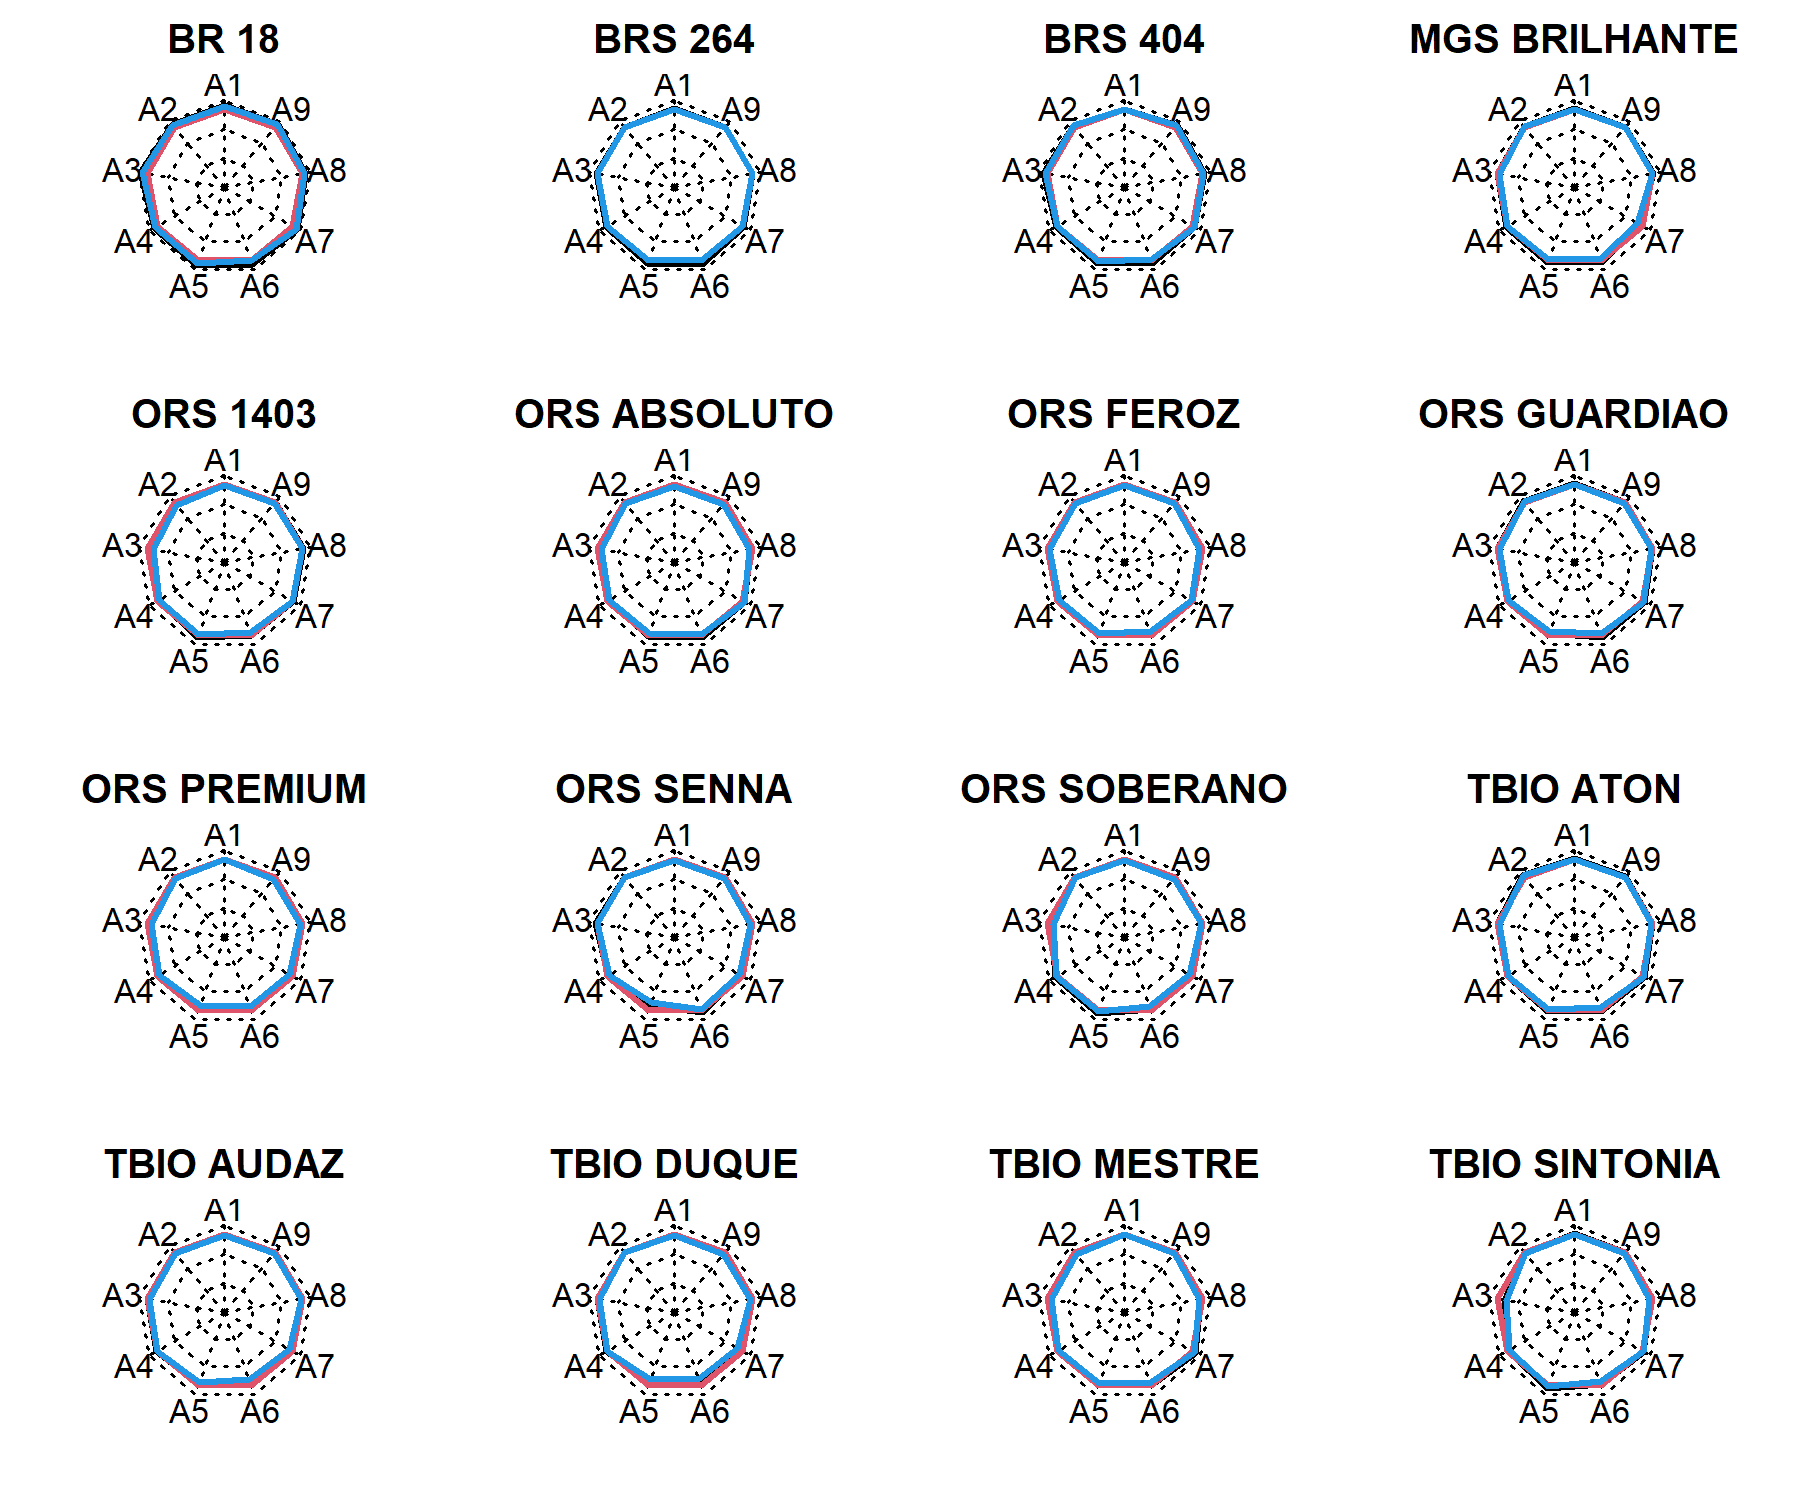 BR 18
BRS 264
BRS 404
MGS BRILHANTE
A1
A2
A3
A4
A5
A6
A7
A8
A9
A1
A2
A3
A4
A5
A6
A7
A8
A9
A1
A2
A3
A4
A5
A6
A7
A8
A9
A1
A2
A3
A4
A5
A6
A7
A8
A9
ORS 1403
ORS ABSOLUTO
ORS FEROZ
ORS GUARDIAO
A1
A2
A3
A4
A5
A6
A7
A8
A9
A1
A2
A3
A4
A5
A6
A7
A8
A9
A1
A2
A3
A4
A5
A6
A7
A8
A9
A1
A2
A3
A4
A5
A6
A7
A8
A9
ORS PREMIUM
ORS SENNA
ORS SOBERANO
TBIO ATON
A1
A2
A3
A4
A5
A6
A7
A8
A9
A1
A2
A3
A4
A5
A6
A7
A8
A9
A1
A2
A3
A4
A5
A6
A7
A8
A9
A1
A2
A3
A4
A5
A6
A7
A8
A9
TBIO AUDAZ
TBIO DUQUE
TBIO MESTRE
TBIO SINTONIA
A1
A2
A3
A4
A5
A6
A7
A8
A9
A1
A2
A3
A4
A5
A6
A7
A8
A9
A1
A2
A3
A4
A5
A6
A7
A8
A9
A1
A2
A3
A4
A5
A6
A7
A8
A9